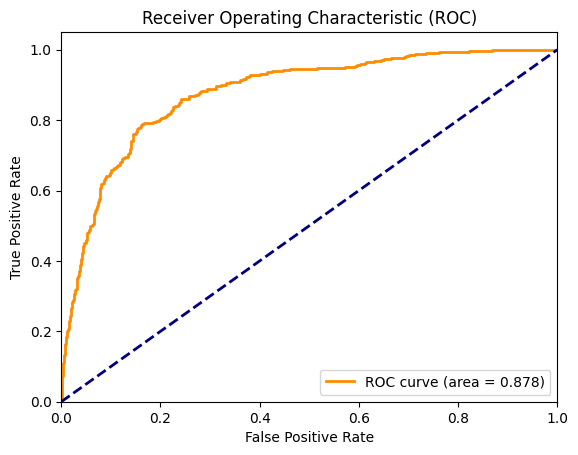 Receiver Operating Characteristic (ROC)
1.0
0.8
0.6
0.4
0.2
0.0
True Positive Rate
ROC curve (area = 0.878)
0.0 0.2 0.4 0.6 0.8 1.0
False Positive Rate